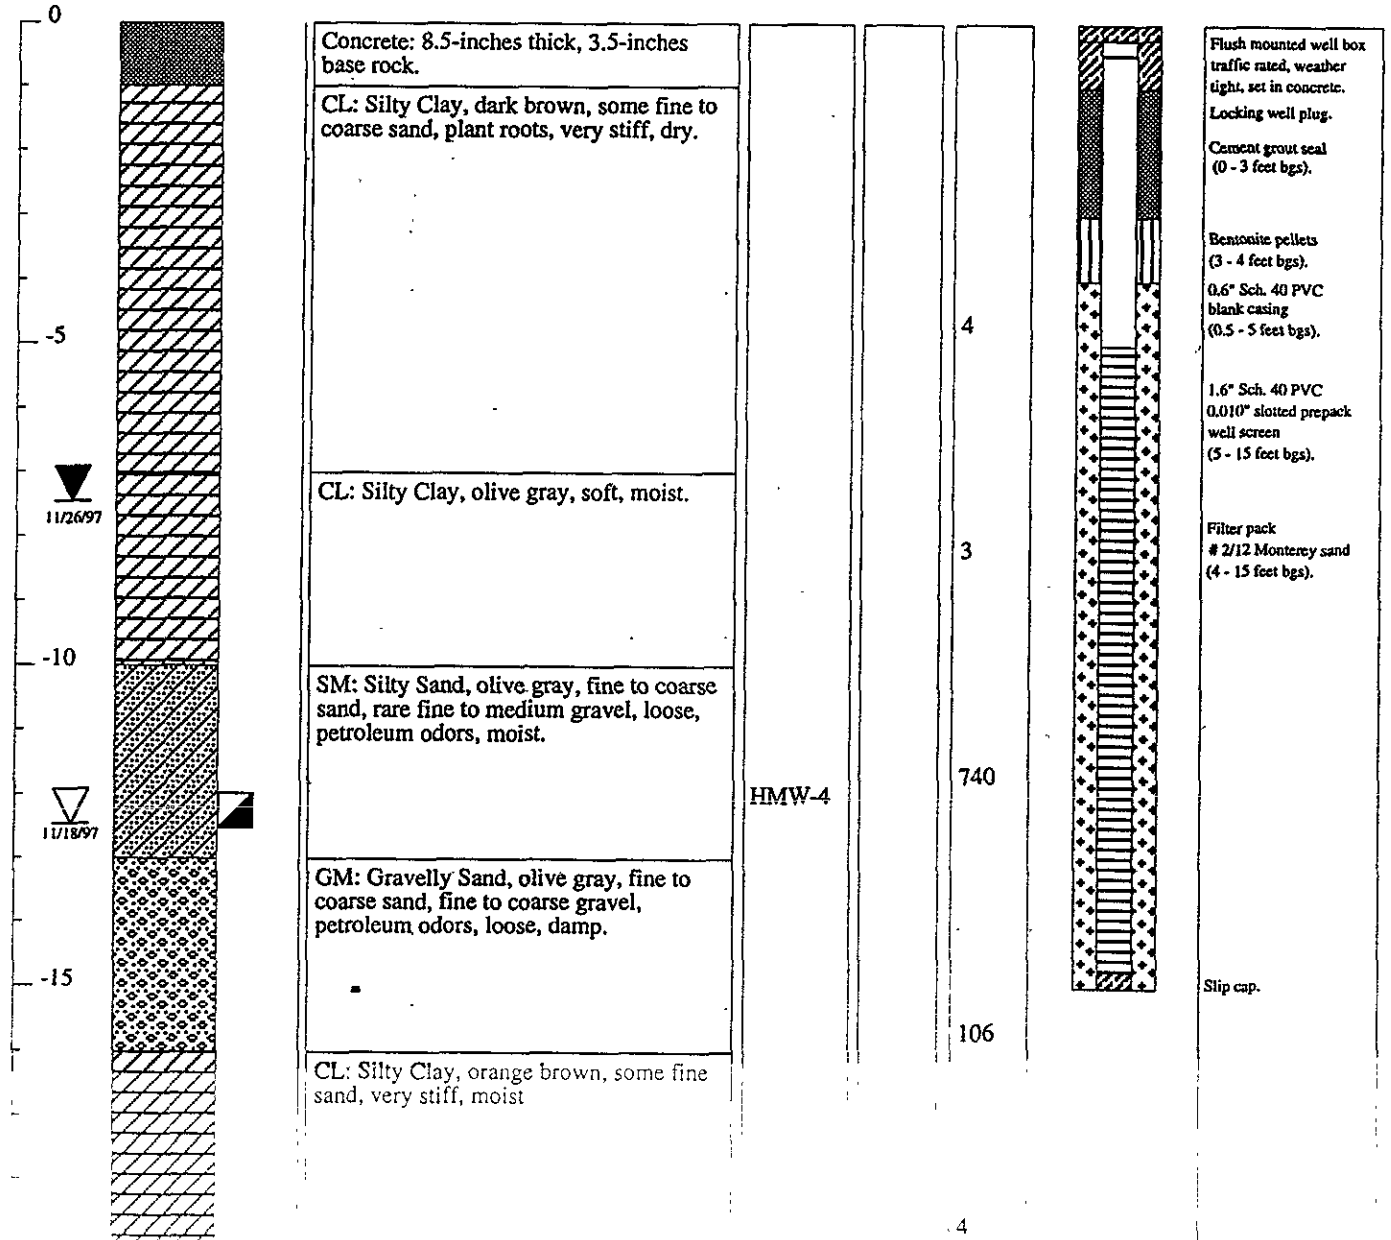 0
Concrete: 8.5-inches thick, 3.5-inches
base rock.
CL: Silty Clay, dark brown, some fine to
coarse sand, plant roots, very stiff, dry.
Flush mounted well box
traffic rated, weather
tight, set in concrete.
Locking well plug.
Cement grout seal
(0 - 3 feet bgs).
Bentonite pellets
(3 - 4 feet bgs).
0.6" Sch. 40 PVC
blank casing
(0.5 - 5 feet bgs).
-5
4
1.6" Sch. 40 PVC
0.010" slotted prepack
well screen
(5 - 15 feet bgs).
11/26/97
CL: Silty Clay, olive gray, soft, moist.
3
Filter pack
# 2/12 Monterey sand
(4 - 15 feet bgs).
-10
SM: Silty Sand, olive gray, fine to coarse
sand, rare fine to medium gravel, loose,
petroleum odors, moist.
11/18/97
HMW-4
740
GM: Gravelly Sand, olive gray, fine to
coarse sand, fine to coarse gravel,
petroleum odors, loose, damp.
-15
Slip cap.
106
CL: Silty Clay, orange brown, some fine
sand, very stiff, moist
4